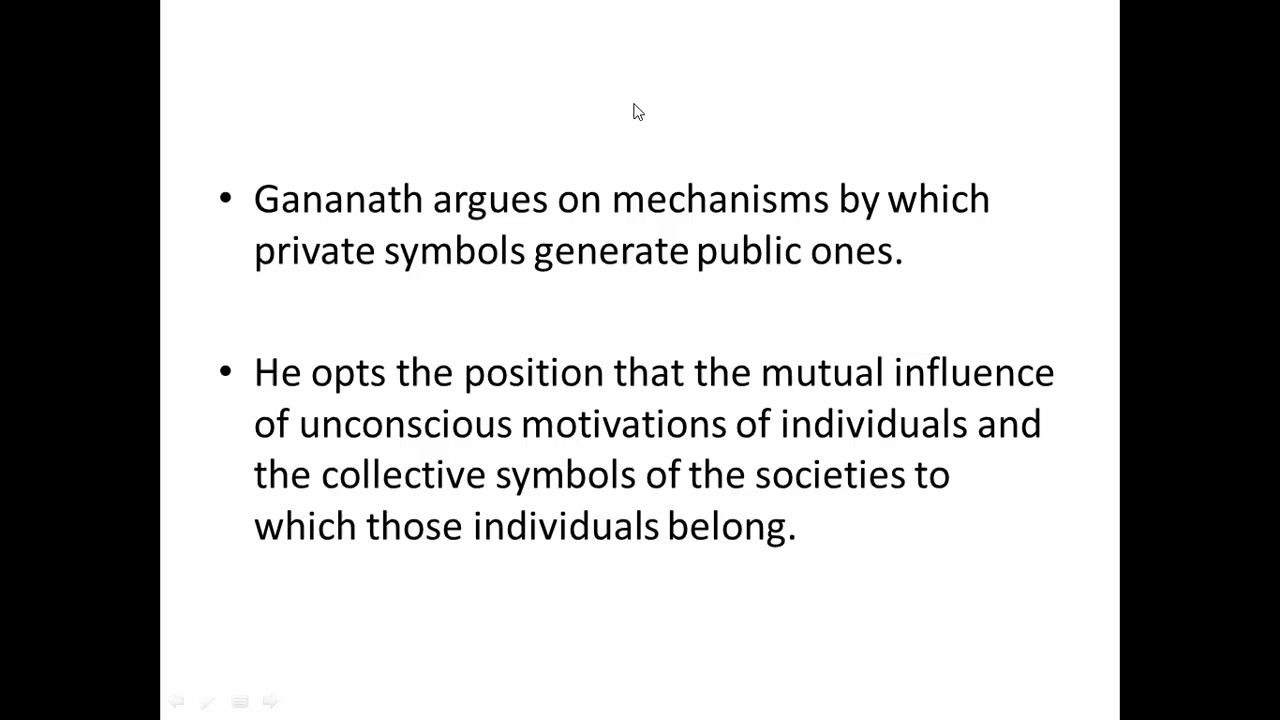 • Gananath argues on mechanisms by which
private symbols generate public ones.
• He opts the position that the mutual influence
of unconscious motivations of individuals and
the collective symbols of the societies to
which those individuals belong.